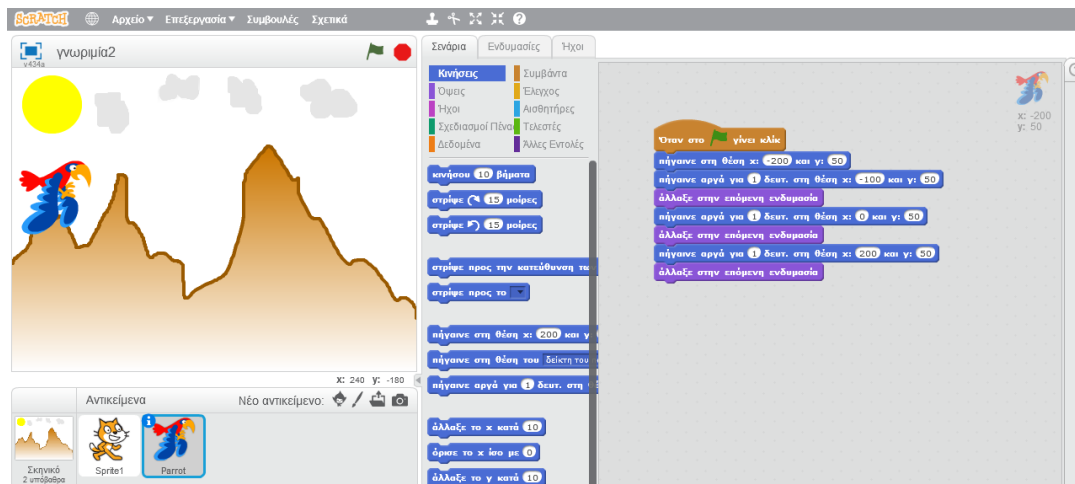 SCRATCH Αρχείο Επεξεργασία Συμβουλές Σχετικά
γνωριμία2
v434a
Σενάρια Ενδυμασίες Ήχοι
Κινήσεις Συμβάντα
Όψεις Έλεγχος
Ήχοι Αισθητήρες
Σχεδιασμοί Πένας Τελεστές
Δεδομένα Άλλες Εντολές
κινήσου 10 βήματα
στρίψε 15 μοίρες
στρίψε 15 μοίρες
στρίψε προς την κατεύθυνση
στρίψε προς το
πήγαινε στη θέση x: 200 και y
πήγαινε στη θέση του δείκτη του
πήγαινε αργά για 1 δευτ. στη
άλλαξε το x κατά 10
όρισε το x ίσο με 0
άλλαξε το y κατά 10
x: -200
y: 50
Όταν στο γίνει κλίκ
πήγαινε στη θέση x: -200 και y: 50
πήγαινε αργά για 1 δευτ. στη θέση x: -100 και y: 50
άλλαξε στην επόμενη ενδυμασία
πήγαινε αργά για 1 δευτ. στη θέση x: 0 και y: 50
άλλαξε στην επόμενη ενδυμασία
πήγαινε αργά για 1 δευτ. στη θέση x: 200 και y: 50
άλλαξε στην επόμενη ενδυμασία
x: 240 y: -180
Αντικείμενα Νέο αντικείμενο:
Σκηνικό
2 υπόβαθρα
Sprite1
Parrot